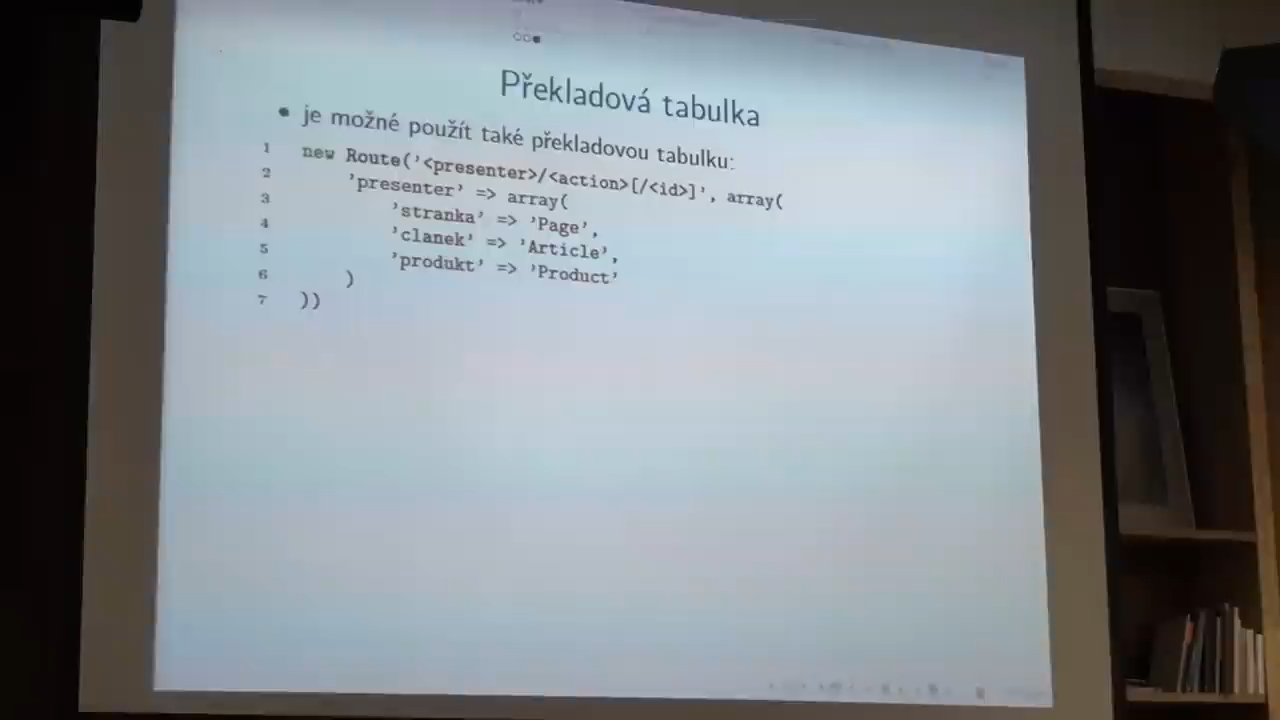 Překladová tabulka
• je možné použít také překladovou tabulku:
1 new Route('<presenter>/<action>[/<id>]', array(
2 'presenter' => array(
3 'stranka' => 'Page',
4 'clanek' => 'Article',
5 'produkt' => 'Product'
6 )
7 ))